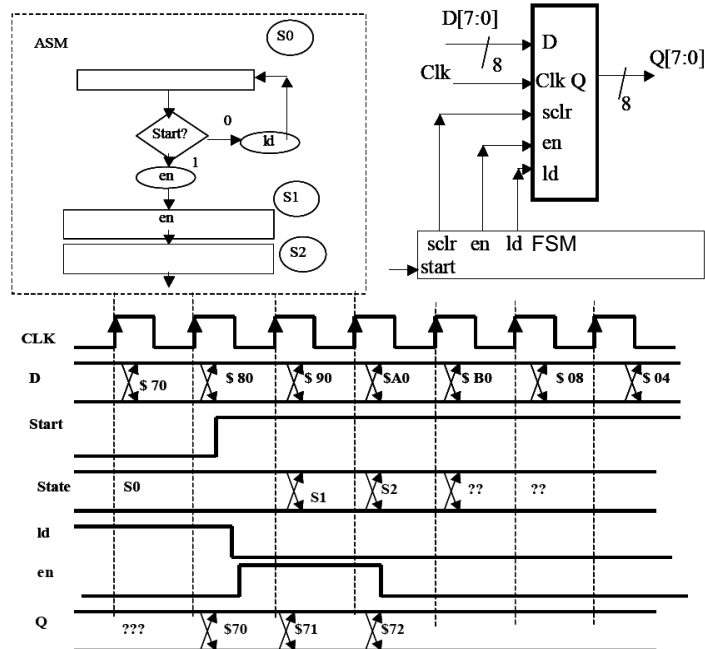 ASM
S0
Start?
0
ld
1
en
en
S1
S2
D[7:0]
8
D
Clk
Clk Q
Q[7:0]
8
sclr
en
ld
sclr en ld FSM
start
CLK
D $ 70 $ 80 $ 90 $A0 $ B0 $ 08 $ 04
Start
State S0 S1 S2 ?? ??
ld
en
Q ??? $70 $71 $72